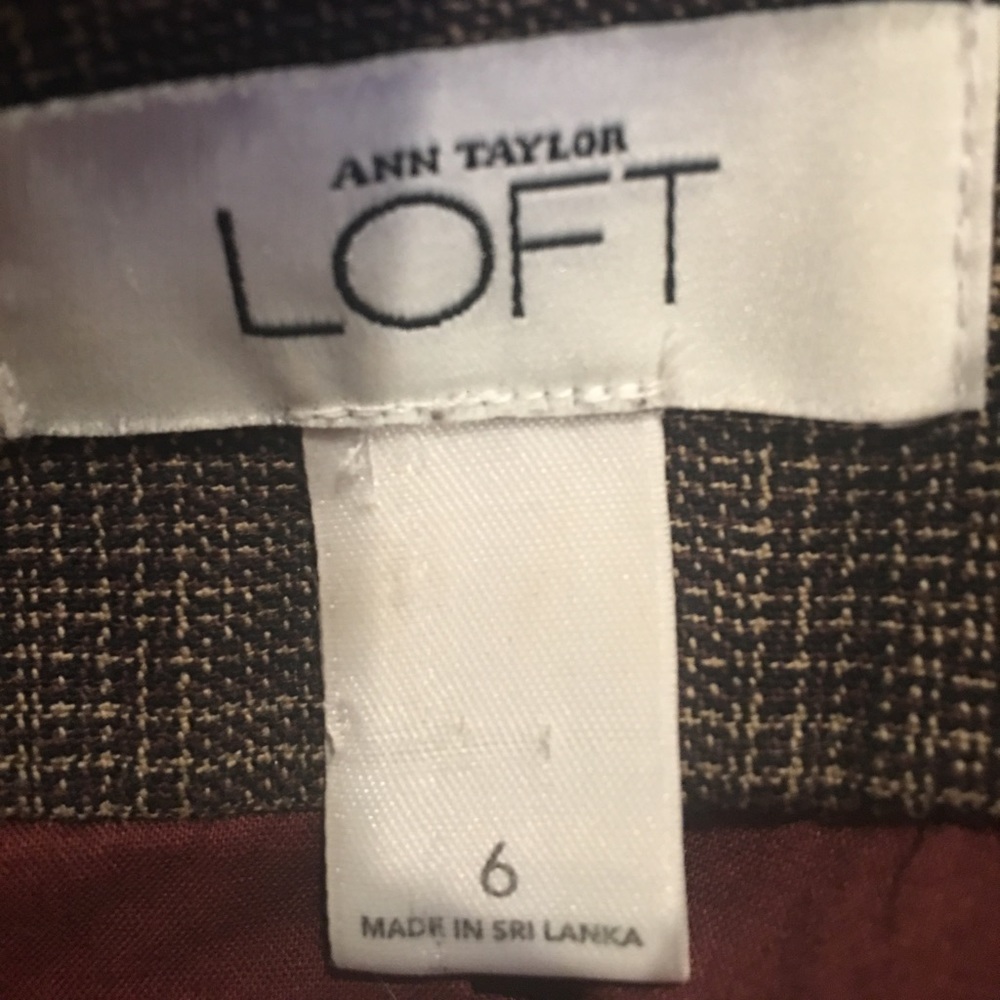 ANN TAYLOR
LOFT
6
MADE IN SRI LANKA